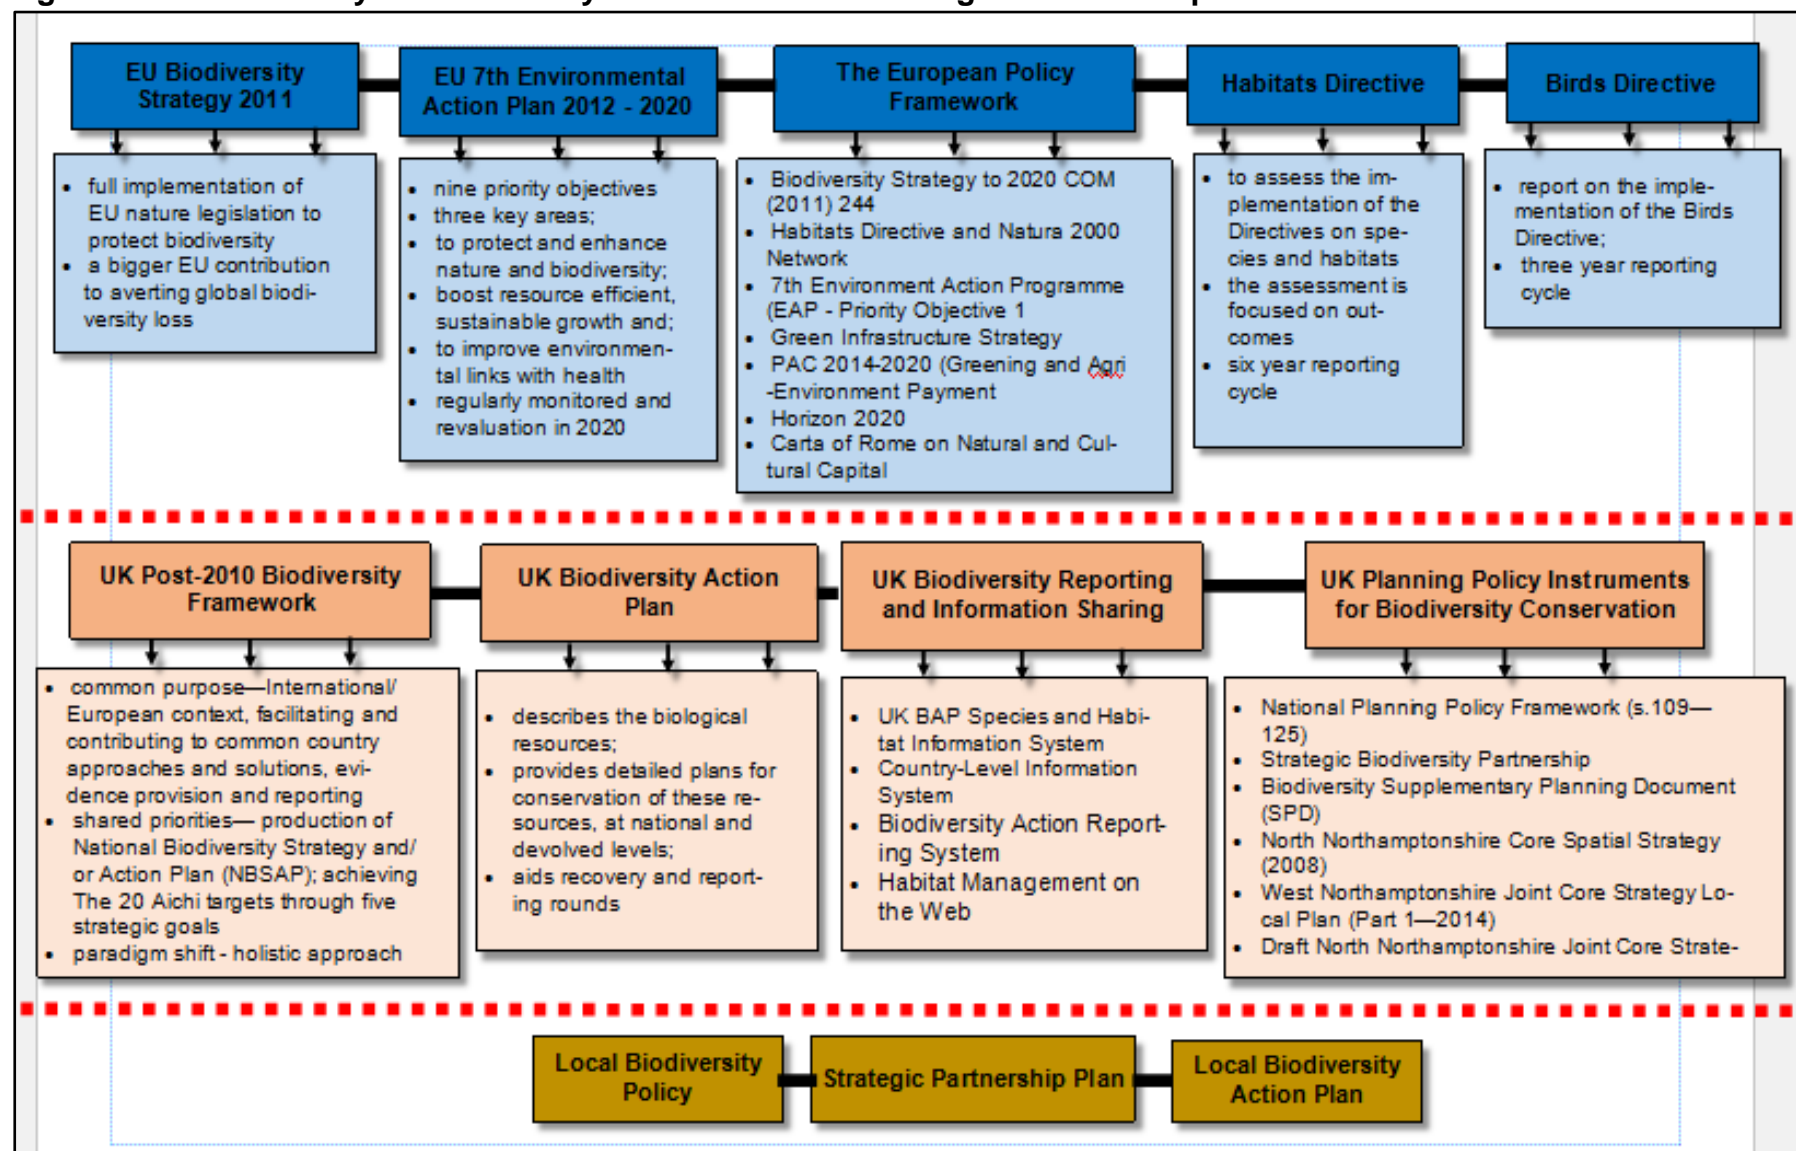 EU Biodiversity
Strategy 2011
EU 7th Environmental
Action Plan 2012 - 2020
The European Policy
Framework
Habitats Directive
Birds Directive
• full implementation of
EU nature legislation to
protect biodiversity
• a bigger EU contribution
to averting global biodi-
versity loss
• nine priority objectives
• three key areas;
• to protect and enhance
nature and biodiversity;
• boost resource efficient,
sustainable growth and;
• to improve environmen-
tal links with health
• regularly monitored and
revaluation in 2020
• Biodiversity Strategy to 2020 COM
(2011) 244
• Habitats Directive and Natura 2000
Network
• 7th Environment Action Programme
(EAP - Priority Objective 1
• Green Infrastructure Strategy
• PAC 2014-2020 (Greening and Agri
-Environment Payment
• Horizon 2020
• Carta of Rome on Natural and Cul-
tural Capital
• to assess the im-
plementation of the
Directives on spe-
cies and habitats
• the assessment is
focused on out-
comes
• six year reporting
cycle
• report on the imple-
mentation of the Birds
Directive;
• three year reporting
cycle
UK Post-2010 Biodiversity
Framework
UK Biodiversity Action
Plan
UK Biodiversity Reporting
and Information Sharing
UK Planning Policy Instruments
for Biodiversity Conservation
• common purpose—International/
European context, facilitating and
contributing to common country
approaches and solutions, evi-
dence provision and reporting
• shared priorities— production of
National Biodiversity Strategy and/
or Action Plan (NBSAP); achieving
The 20 Aichi targets through five
strategic goals
• paradigm shift - holistic approach
• describes the biological
resources;
• provides detailed plans for
conservation of these re-
sources, at national and
devolved levels;
• aids recovery and report-
ing rounds
• UK BAP Species and Habi-
tat Information System
• Country-Level Information
System
• Biodiversity Action Report-
ing System
• Habitat Management on
the Web
• National Planning Policy Framework (s.109—
125)
• Strategic Biodiversity Partnership
• Biodiversity Supplementary Planning Document
(SPD)
• North Northamptonshire Core Spatial Strategy
(2008)
• West Northamptonshire Joint Core Strategy Lo-
cal Plan (Part 1—2014)
• Draft North Northamptonshire Joint Core Strate-
Local Biodiversity
Policy
Strategic Partnership Plan
Local Biodiversity
Action Plan